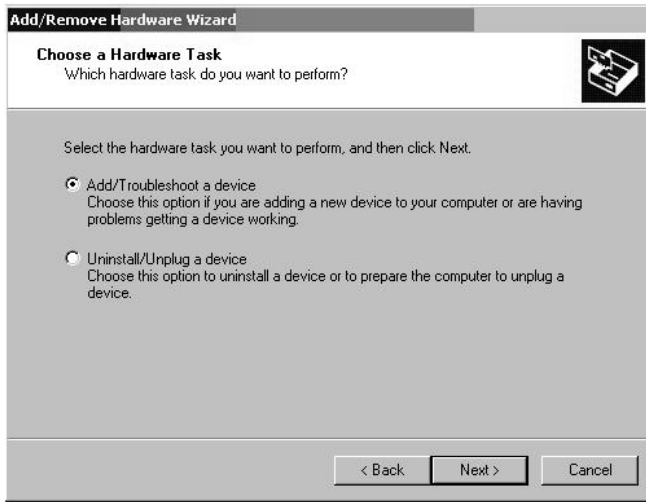 Add/Remove Hardware Wizard
Choose a Hardware Task
Which hardware task do you want to perform?
Select the hardware task you want to perform, and then click Next.
Add/Troubleshoot a device
Choose this option if you are adding a new device to your computer or are having
problems getting a device working.
Uninstall/Unplug a device
Choose this option to uninstall a device or to prepare the computer to unplug a
device.
< Back Next > Cancel